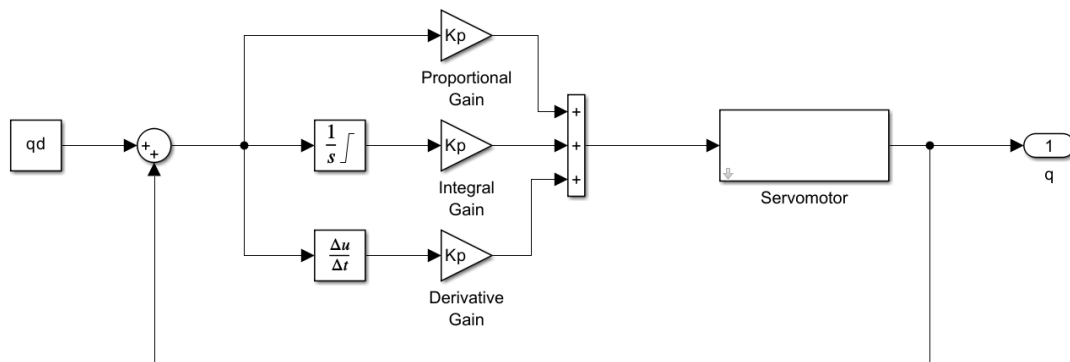 Kp
Proportional
Gain
qd
+
+
1
s
Kp
Integral
Gain
+
+
+
Servomotor
1
q
Δu
Δt
Kp
Derivative
Gain